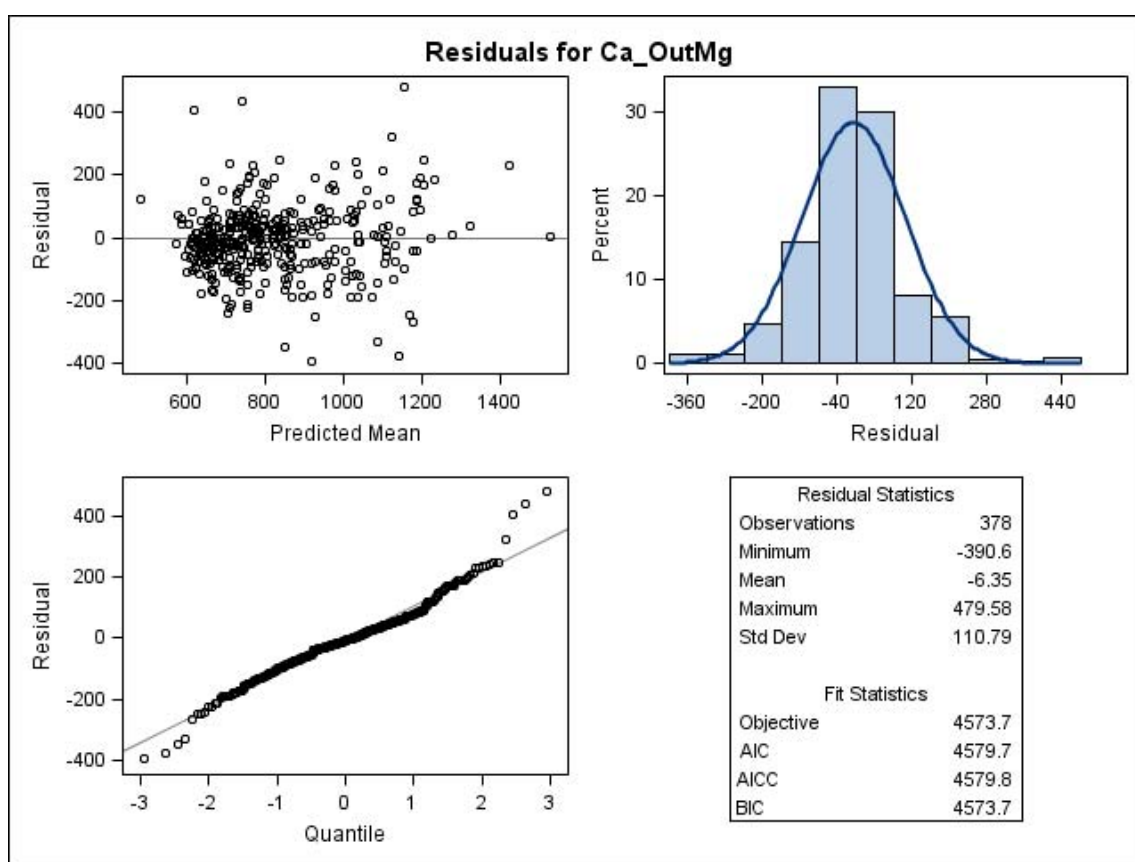 Residuals for Ca_OutMg
400
200
0
-200
-400
Residual
600 800 1000 1200 1400
Predicted Mean
30
20
10
0
Percent
-360 -200 -40 120 280 440
Residual
400
200
0
-200
-400
Residual
-3 -2 -1 0 1 2 3
Quantile
Residual Statistics
Observations 378
Minimum -390.6
Mean -6.35
Maximum 479.58
Std Dev 110.79
Fit Statistics
Objective 4573.7
AIC 4579.7
AICC 4579.8
BIC 4573.7